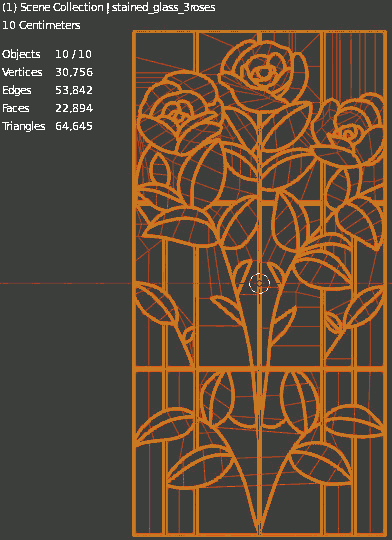 (1) Scene Collection | stained_glass_3roses
10 Centimeters
Objects 10 / 10
Vertices 30,756
Edges 53,842
Faces 22,894
Triangles 64,645